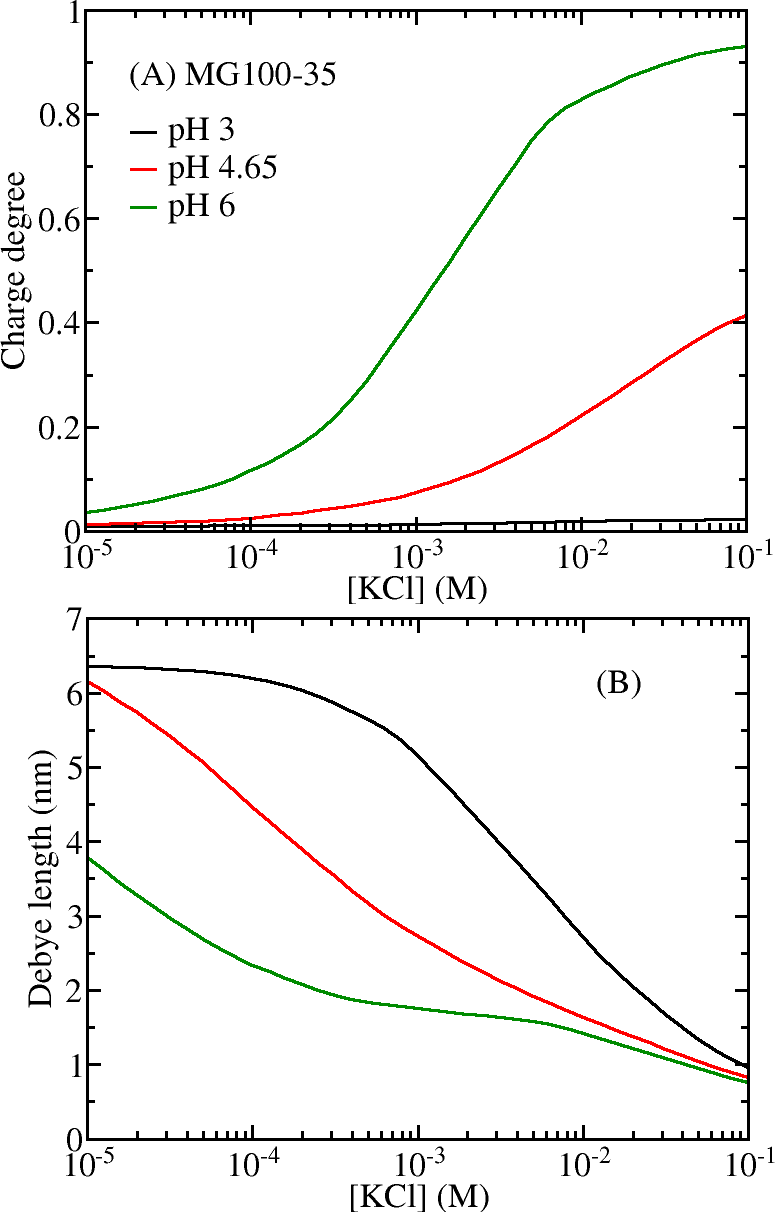 1
(A) MG100-35
pH 3
pH 4.65
pH 6
0.8
0.6
0.4
0.2
0
Charge degree
10-5 10-4 10-3 10-2 10-1
[KCl] (M)
7
(B)
6
5
4
3
2
1
0
Debye length (nm)
10-5 10-4 10-3 10-2 10-1
[KCl] (M)